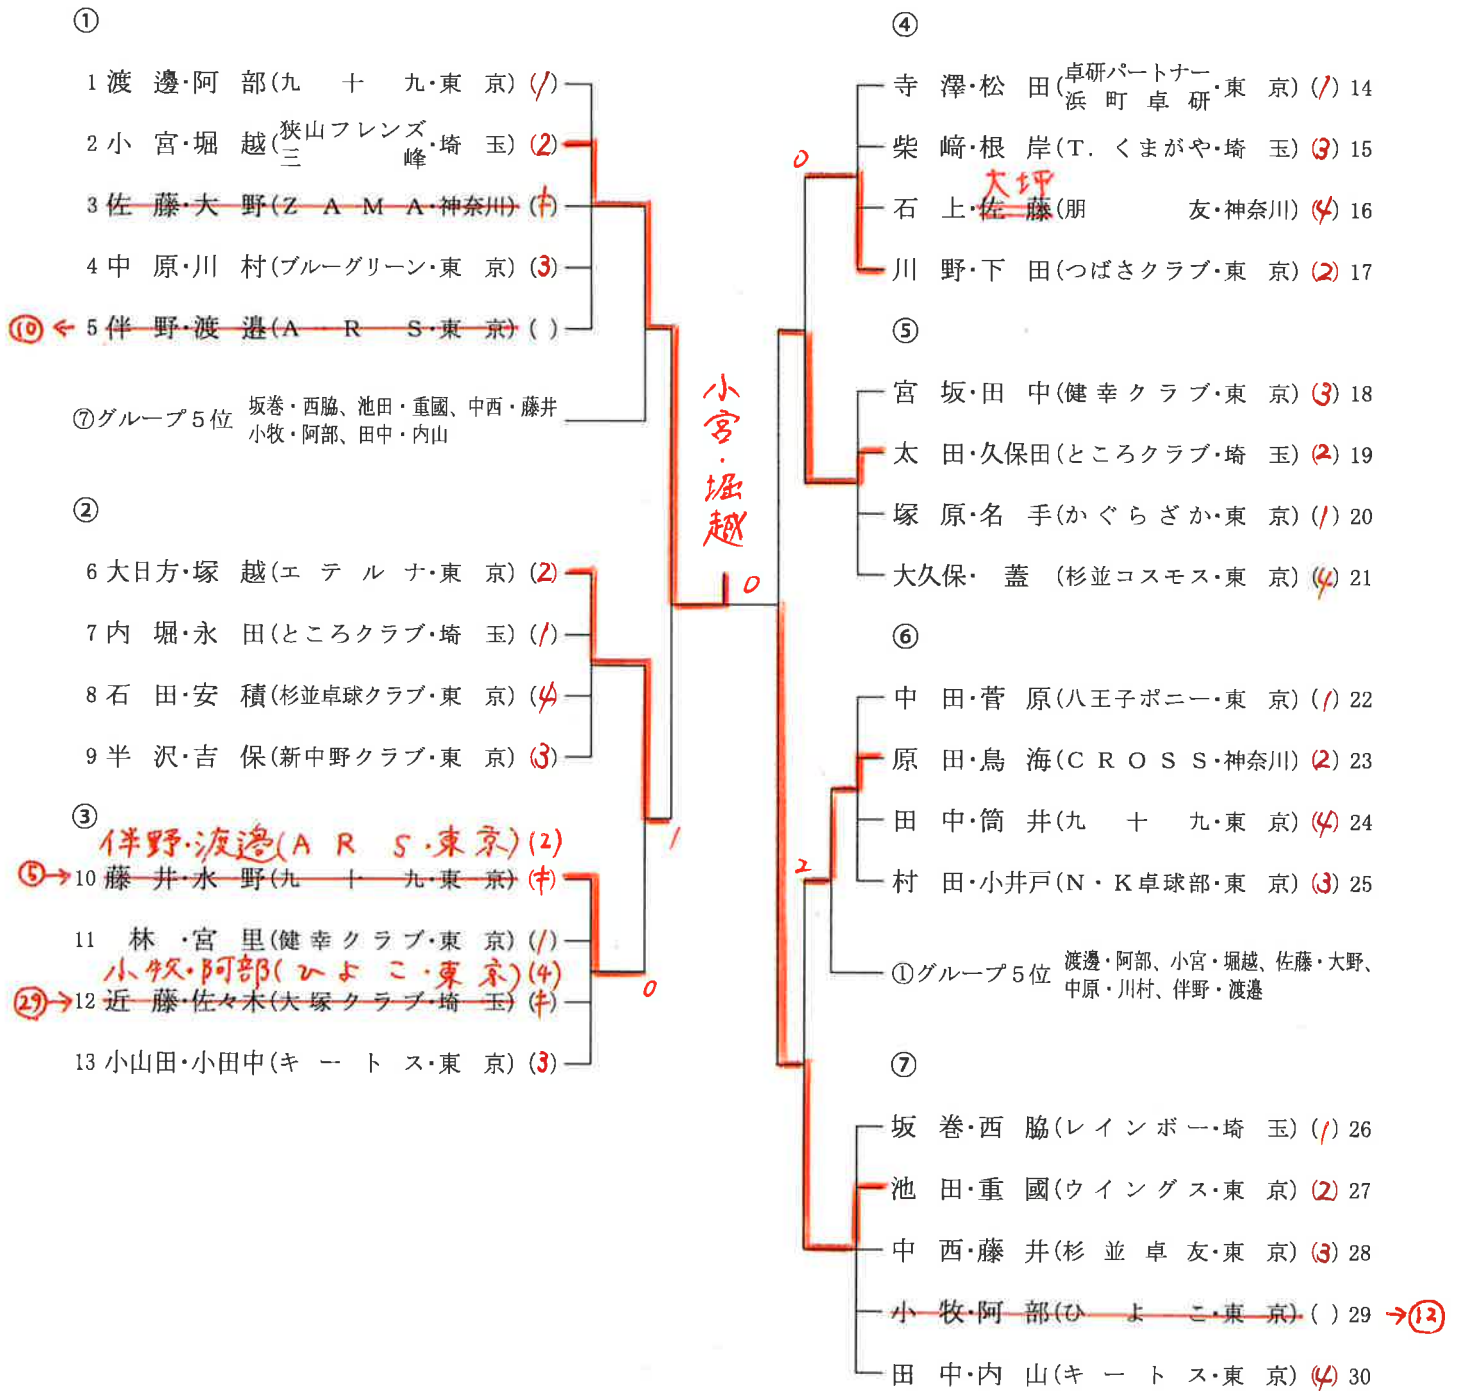 ①
1 渡邊・阿部(九十九・東京) (1)
2 小宮・堀越(狭山フレンズ 三峰・埼玉) (2)
3 佐藤・大野(ZAMA・神奈川)
4 中原・川村(ブルーグリーン・東京) (3)
⑩ ← 5 伴野・渡邉(ARS・東京) ( )
⑦グループ5位 坂巻・西脇、池田・重國、中西・藤井
小牧・阿部、田中・内山
②
6 大日方・塚越(エテルナ・東京) (2)
7 内堀・永田(ところクラブ・埼玉) (1)
8 石田・安積(杉並卓球クラブ・東京) (4)
9 半沢・吉保(新中野クラブ・東京) (3)
③
伴野・渡邉(ARS・東京) (2)
⑤→ 10 藤井・水野(九十九・東京)
11 林・宮里(健幸クラブ・東京) (1)
小牧・阿部(ひよこ・東京) (4)
㉙→ 12 近藤・佐々木(大塚クラブ・埼玉)
13 小山田・小田中(キートス・東京) (3)
1
0
小宮・堀越
0
0
2
④
寺澤・松田(卓研パートナー 浜町卓研・東京) (1) 14
柴﨑・根岸(T.くまがや・埼玉) (3) 15
大坪
石上・佐藤(朋友・神奈川) (4) 16
川野・下田(つばさクラブ・東京) (2) 17
⑤
宮坂・田中(健幸クラブ・東京) (3) 18
太田・久保田(ところクラブ・埼玉) (2) 19
塚原・名手(かぐらざか・東京) (1) 20
大久保・蓋(杉並コスモス・東京) (4) 21
⑥
中田・菅原(八王子ポニー・東京) (1) 22
原田・鳥海(CROSS・神奈川) (2) 23
田中・筒井(九十九・東京) (4) 24
村田・小井戸(N・K卓球部・東京) (3) 25
①グループ5位 渡邊・阿部、小宮・堀越、佐藤・大野、
中原・川村、伴野・渡邉
⑦
坂巻・西脇(レインボー・埼玉) (1) 26
池田・重國(ウイングス・東京) (2) 27
中西・藤井(杉並卓友・東京) (3) 28
小牧・阿部(ひよこ・東京) ( ) 29 →⑫
田中・内山(キートス・東京) (4) 30